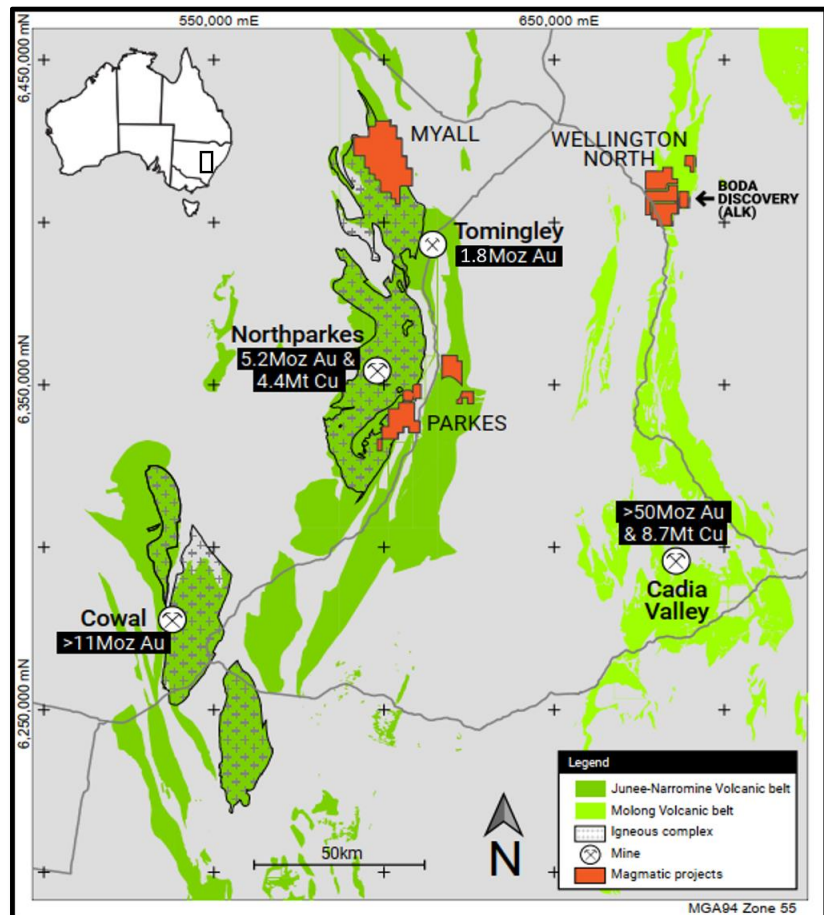 550,000 mE
650,000 mE
6,450,000 mN
MYALL
WELLINGTON
NORTH
BODA
DISCOVERY
(ALK)
Tomingley
1.8Moz Au
Northparkes
5.2Moz Au &
4.4Mt Cu
6,350,000 mN
PARKES
>50Moz Au
& 8.7Mt Cu
Cadia
Valley
Cowal
>11Moz Au
6,250,000 mN
Legend
Junee-Narromine Volcanic belt
Molong Volcanic belt
Igneous complex
Mine
Magmatic projects
50km
N
MGA94 Zone 55